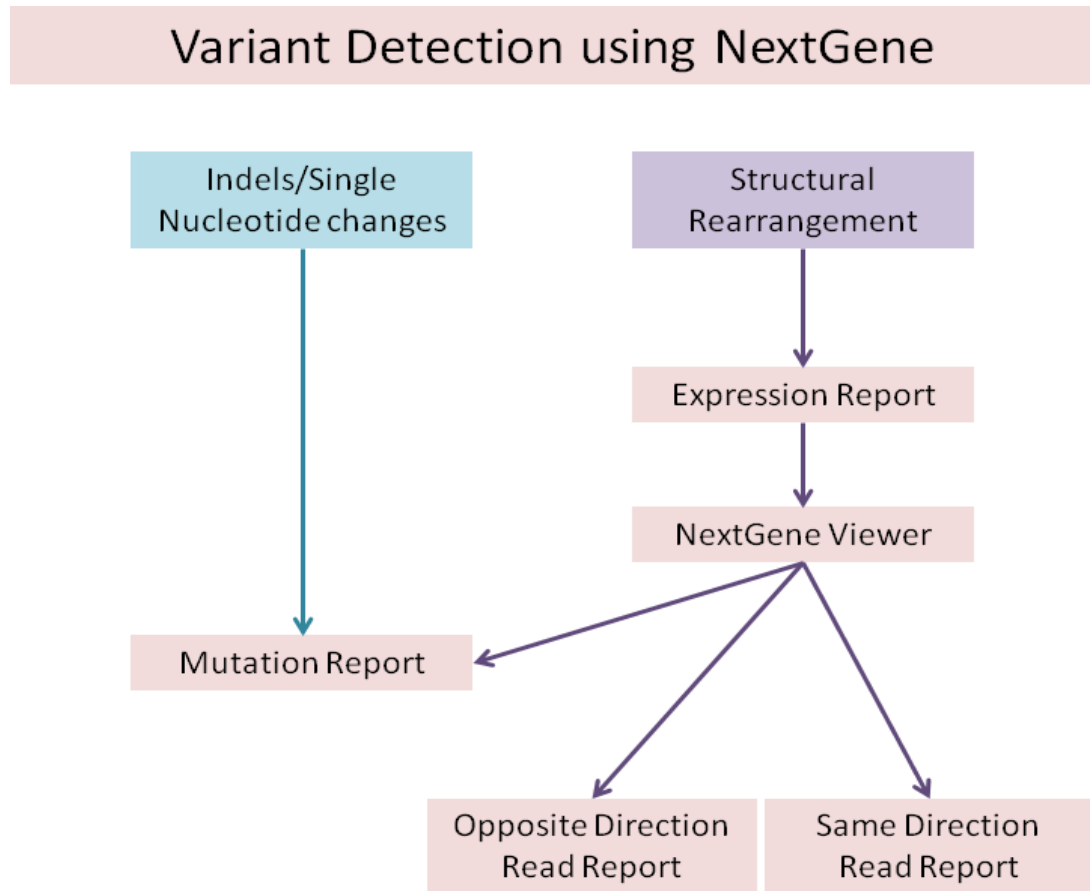 Variant Detection using NextGene
Indels/Single
Nucleotide changes
Structural
Rearrangement
Expression Report
NextGene Viewer
Mutation Report
Opposite Direction
Read Report
Same Direction
Read Report